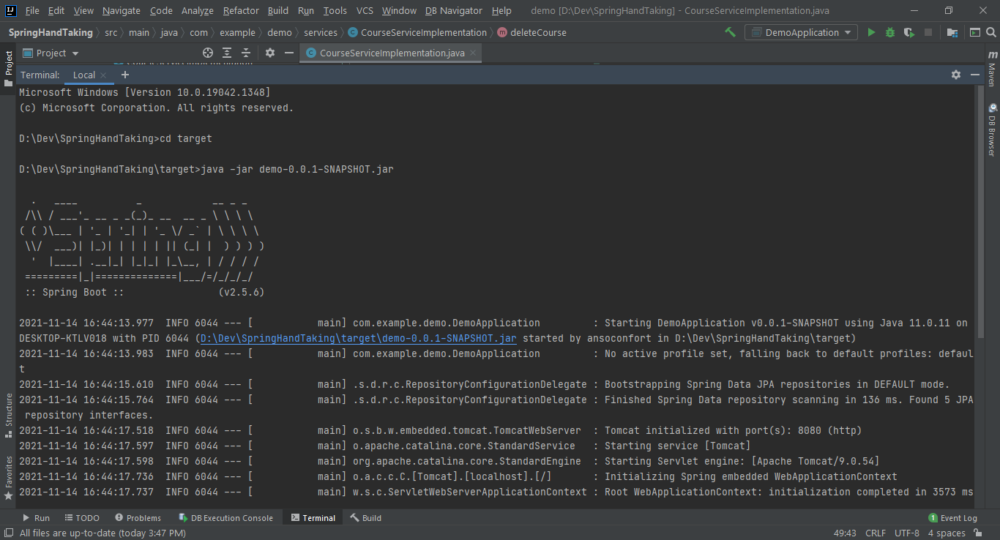 File Edit View Navigate Code Analyze Refactor Build Run Tools VCS Window DB Navigator Help demo [D:\Dev\SpringHandTaking] - CourseServiceImplementation.java
SpringHandTaking src main java com example demo services CourseServiceImplementation deleteCourse DemoApplication
Project CourseServiceImplementation.java
Terminal: Local
Microsoft Windows [Version 10.0.19042.1348]
(c) Microsoft Corporation. All rights reserved.
D:\Dev\SpringHandTaking>cd target
D:\Dev\SpringHandTaking\target>java -jar demo-0.0.1-SNAPSHOT.jar
  .   ____          _            __ _ _
 /\\ / ___'_ __ _ _(_)_ __  __ _ \ \ \ \
( ( )\___ | '_ | '_| | '_ \/ _` | \ \ \ \
 \\/  ___)| |_)| | | | | || (_| |  ) ) ) )
  '  |____| .__|_| |_|_| |_\__, | / / / /
 =========|_|==============|___/=/_/_/_/
 :: Spring Boot ::                (v2.5.6)
2021-11-14 16:44:13.977  INFO 6044 --- [           main] com.example.demo.DemoApplication         : Starting DemoApplication v0.0.1-SNAPSHOT using Java 11.0.11 on
DESKTOP-KTLV018 with PID 6044 (D:\Dev\SpringHandTaking\target\demo-0.0.1-SNAPSHOT.jar started by ansoconfort in D:\Dev\SpringHandTaking\target)
2021-11-14 16:44:13.983  INFO 6044 --- [           main] com.example.demo.DemoApplication         : No active profile set, falling back to default profiles: defaul
t
2021-11-14 16:44:15.610  INFO 6044 --- [           main] .s.d.r.c.RepositoryConfigurationDelegate : Bootstrapping Spring Data JPA repositories in DEFAULT mode.
2021-11-14 16:44:15.764  INFO 6044 --- [           main] .s.d.r.c.RepositoryConfigurationDelegate : Finished Spring Data repository scanning in 136 ms. Found 5 JPA
 repository interfaces.
2021-11-14 16:44:17.518  INFO 6044 --- [           main] o.s.b.w.embedded.tomcat.TomcatWebServer  : Tomcat initialized with port(s): 8080 (http)
2021-11-14 16:44:17.597  INFO 6044 --- [           main] o.apache.catalina.core.StandardService   : Starting service [Tomcat]
2021-11-14 16:44:17.598  INFO 6044 --- [           main] org.apache.catalina.core.StandardEngine  : Starting Servlet engine: [Apache Tomcat/9.0.54]
2021-11-14 16:44:17.736  INFO 6044 --- [           main] o.a.c.c.C.[Tomcat].[localhost].[/]       : Initializing Spring embedded WebApplicationContext
2021-11-14 16:44:17.737  INFO 6044 --- [           main] w.s.c.ServletWebServerApplicationContext : Root WebApplicationContext: initialization completed in 3573 ms
Project
Structure
Favorites
Maven
DB Browser
Run TODO Problems DB Execution Console Terminal Build 1 Event Log
All files are up-to-date (today 3:47 PM) 49:43 CRLF UTF-8 4 spaces